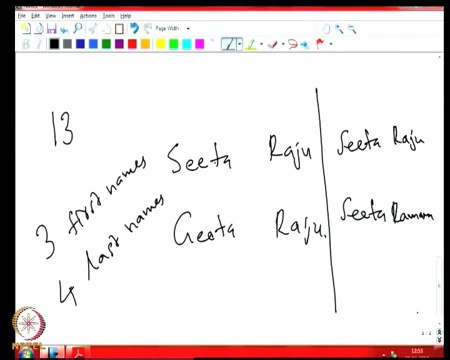 File Edit View Insert Actions Tools Help
Page Width
13
3 first names
4 last names
Seeta Raju
Geeta Raju.
Seeta Raju
Seeta Ramana
12:53